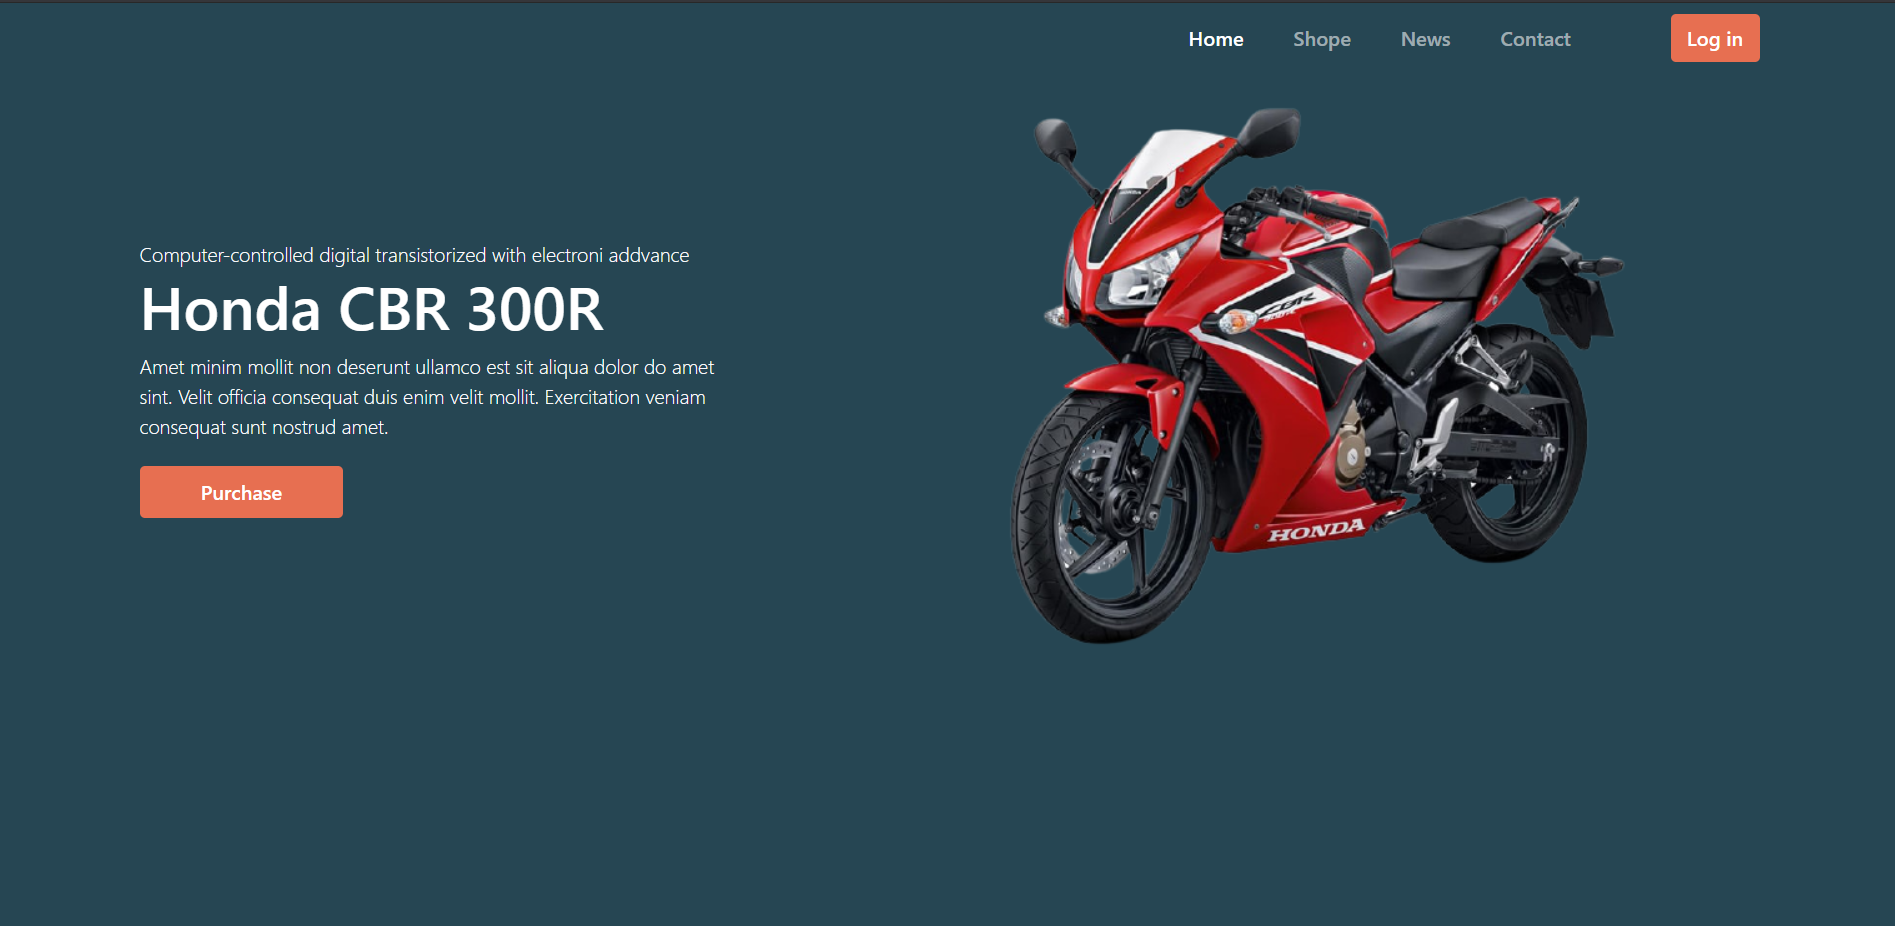 Home Shope News Contact Log in
Computer-controlled digital transistorized with electroni addvance
Honda CBR 300R
Amet minim mollit non deserunt ullamco est sit aliqua dolor do amet
sint. Velit officia consequat duis enim velit mollit. Exercitation veniam
consequat sunt nostrud amet.
Purchase
CBR
HONDA